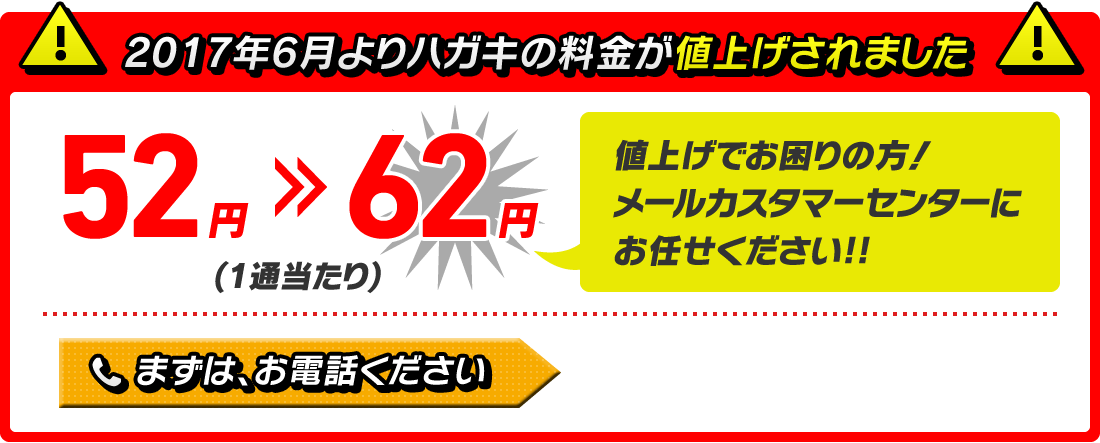 !
2017年6月よりハガキの料金が値上げされました
!
52円 >> 62円
(1通当たり)
値上げでお困りの方!
メールカスタマーセンターに
お任せください!!
まずは、お電話ください